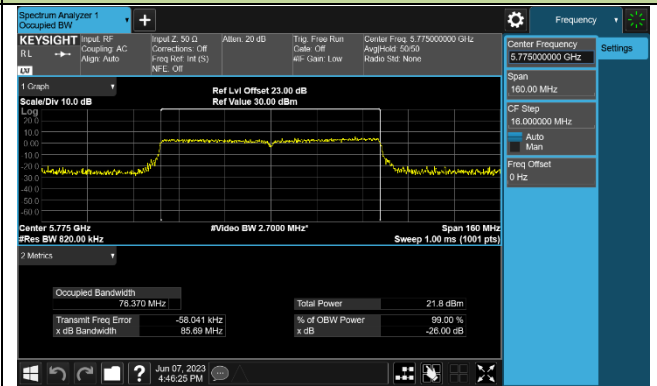 Spectrum Analyzer 1
Occupied BW
+
Frequency
KEYSIGHT
RL
LXI
Input: RF
Coupling: AC
Align: Auto
Input Z: 50 Ω
Corrections: Off
Freq Ref: Int (S)
NFE: Off
Atten: 20 dB
Trig: Free Run
Gate: Off
#IF Gain: Low
Center Freq: 5.775000000 GHz
Avg|Hold: 50/50
Radio Std: None
Center Frequency
5.775000000 GHz
Settings
Span
160.00 MHz
CF Step
16.000000 MHz
Auto
Man
Freq Offset
0 Hz
1 Graph
Scale/Div 10.0 dB
Ref Lvl Offset 23.00 dB
Ref Value 30.00 dBm
Log
20.0
10.0
0.00
-10.0
-20.0
-30.0
-40.0
-50.0
-60.0
Center 5.775 GHz
#Video BW 2.7000 MHz*
Span 160 MHz
#Res BW 820.00 kHz
Sweep 1.00 ms (1001 pts)
2 Metrics
Occupied Bandwidth
76.370 MHz
Total Power
21.8 dBm
Transmit Freq Error
-58.041 kHz
% of OBW Power
99.00 %
x dB Bandwidth
85.69 MHz
x dB
-26.00 dB
?
Jun 07, 2023
4:46:25 PM